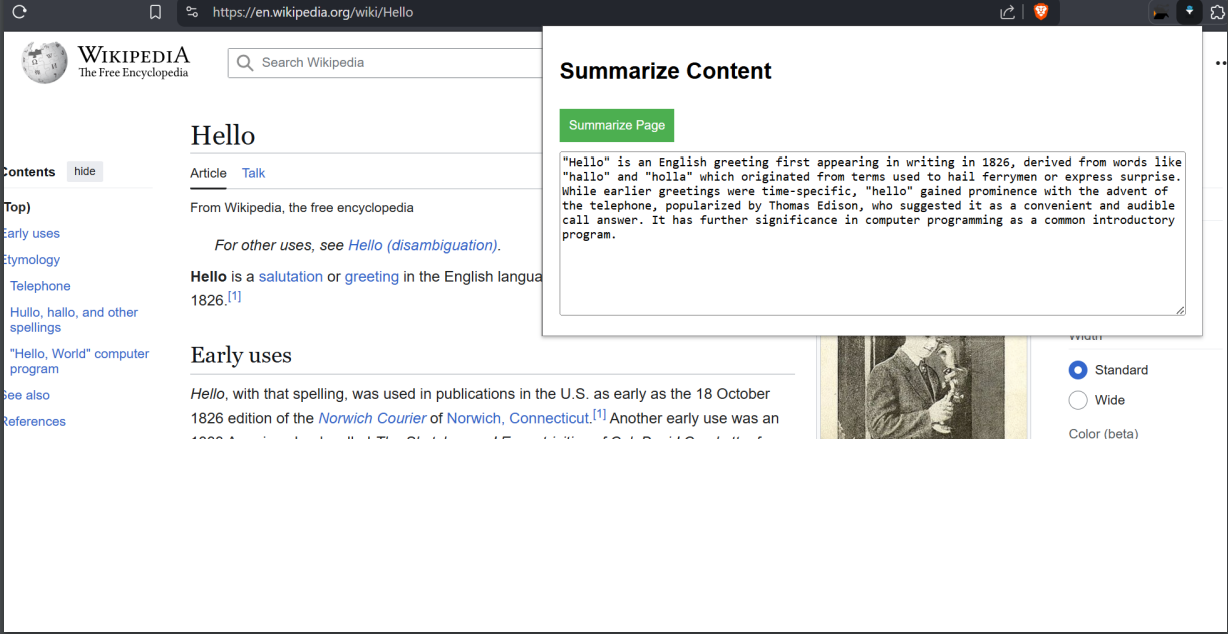 https://en.wikipedia.org/wiki/Hello
WIKIPEDIA
The Free Encyclopedia
Search Wikipedia
Summarize Content
Summarize Page
"Hello" is an English greeting first appearing in writing in 1826, derived from words like
"hallo" and "holla" which originated from terms used to hail ferrymen or express surprise.
While earlier greetings were time-specific, "hello" gained prominence with the advent of
the telephone, popularized by Thomas Edison, who suggested it as a convenient and audible
call answer. It has further significance in computer programming as a common introductory
program.
Contents
hide
Top)
Early uses
Etymology
Telephone
Hullo, hallo, and other
spellings
"Hello, World" computer
program
See also
References
Hello
Article Talk
From Wikipedia, the free encyclopedia
For other uses, see Hello (disambiguation).
Hello is a salutation or greeting in the English langua
1826.[1]
Early uses
Hello, with that spelling, was used in publications in the U.S. as early as the 18 October
1826 edition of the Norwich Courier of Norwich, Connecticut.[1] Another early use was an
Width
Standard
Wide
Color (beta)